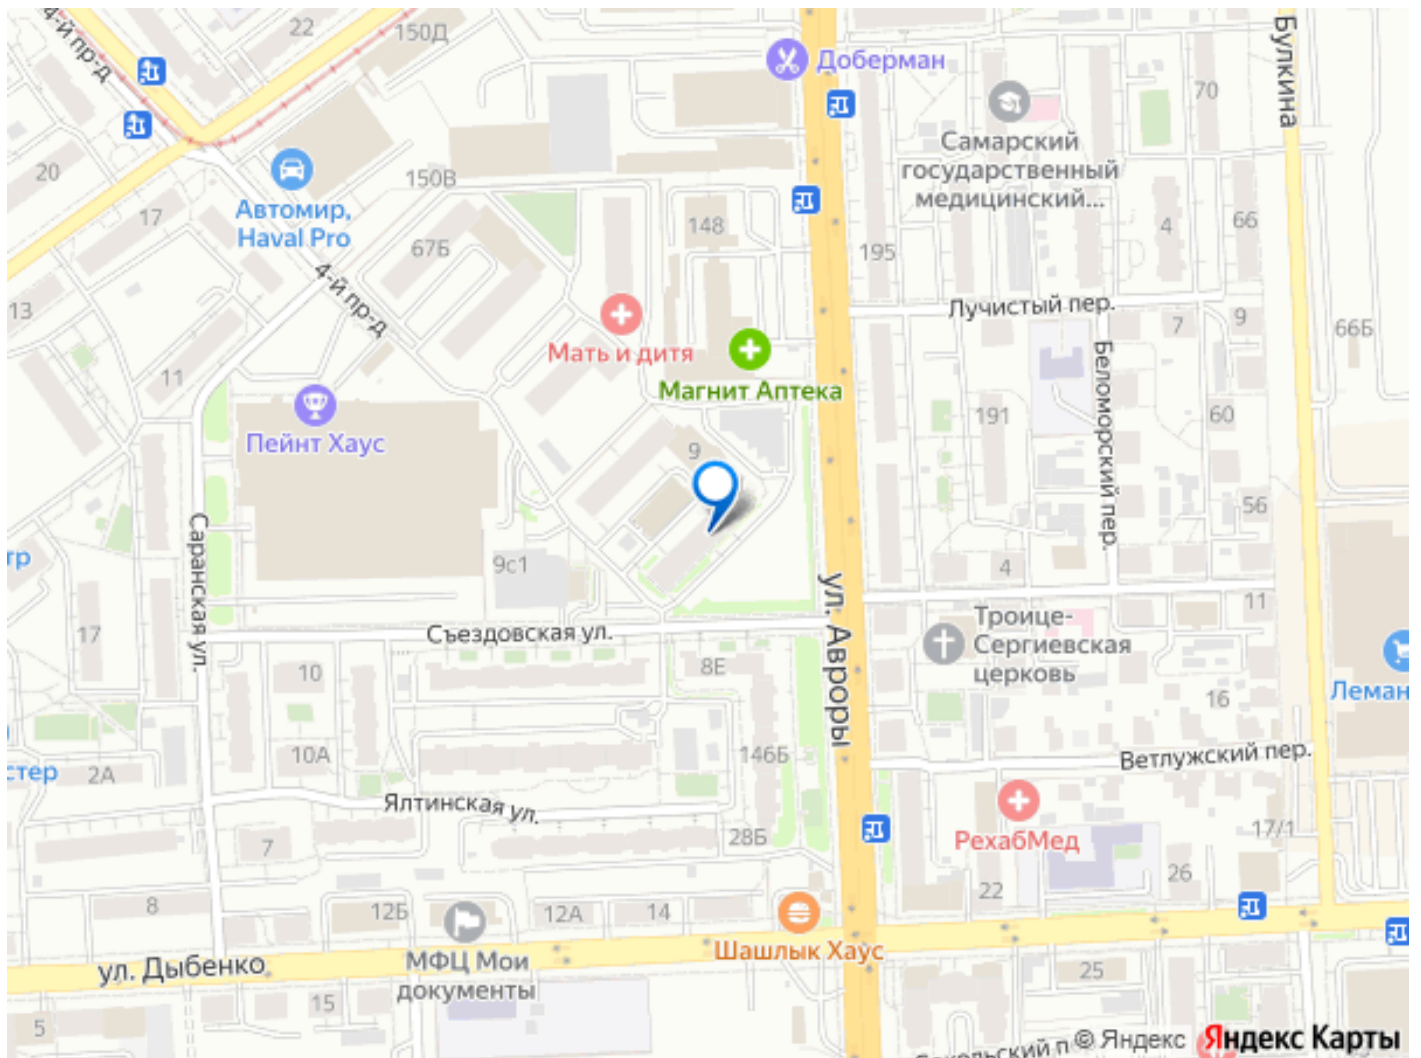 4-й пр-д
22
150Д
Доберман
Булкина
70
Самарский
государственный
медицинский...
20
17
Автомир,
Haval Pro
150В
67Б
148
195
4
66
4-й пр-д
13
Мать и дитя
Магнит Аптека
Лучистый пер.
7
9
66Б
11
Пейнт Хаус
9
191
Беломорский пер.
60
56
Саранская ул.
тр
9с1
ул. Авроры
4
11
17
Съездовская ул.
8Е
Троице-
Сергиевская
церковь
16
Леман
10
10А
146Б
Ветлужский пер.
стер
2А
Ялтинская ул.
28Б
7
РехабМед
17/1
26
22
8
12Б
12А
14
Шашлык Хаус
ул. Дыбенко
МФЦ Мои
документы
15
25
5
© Яндекс Яндекс Карты